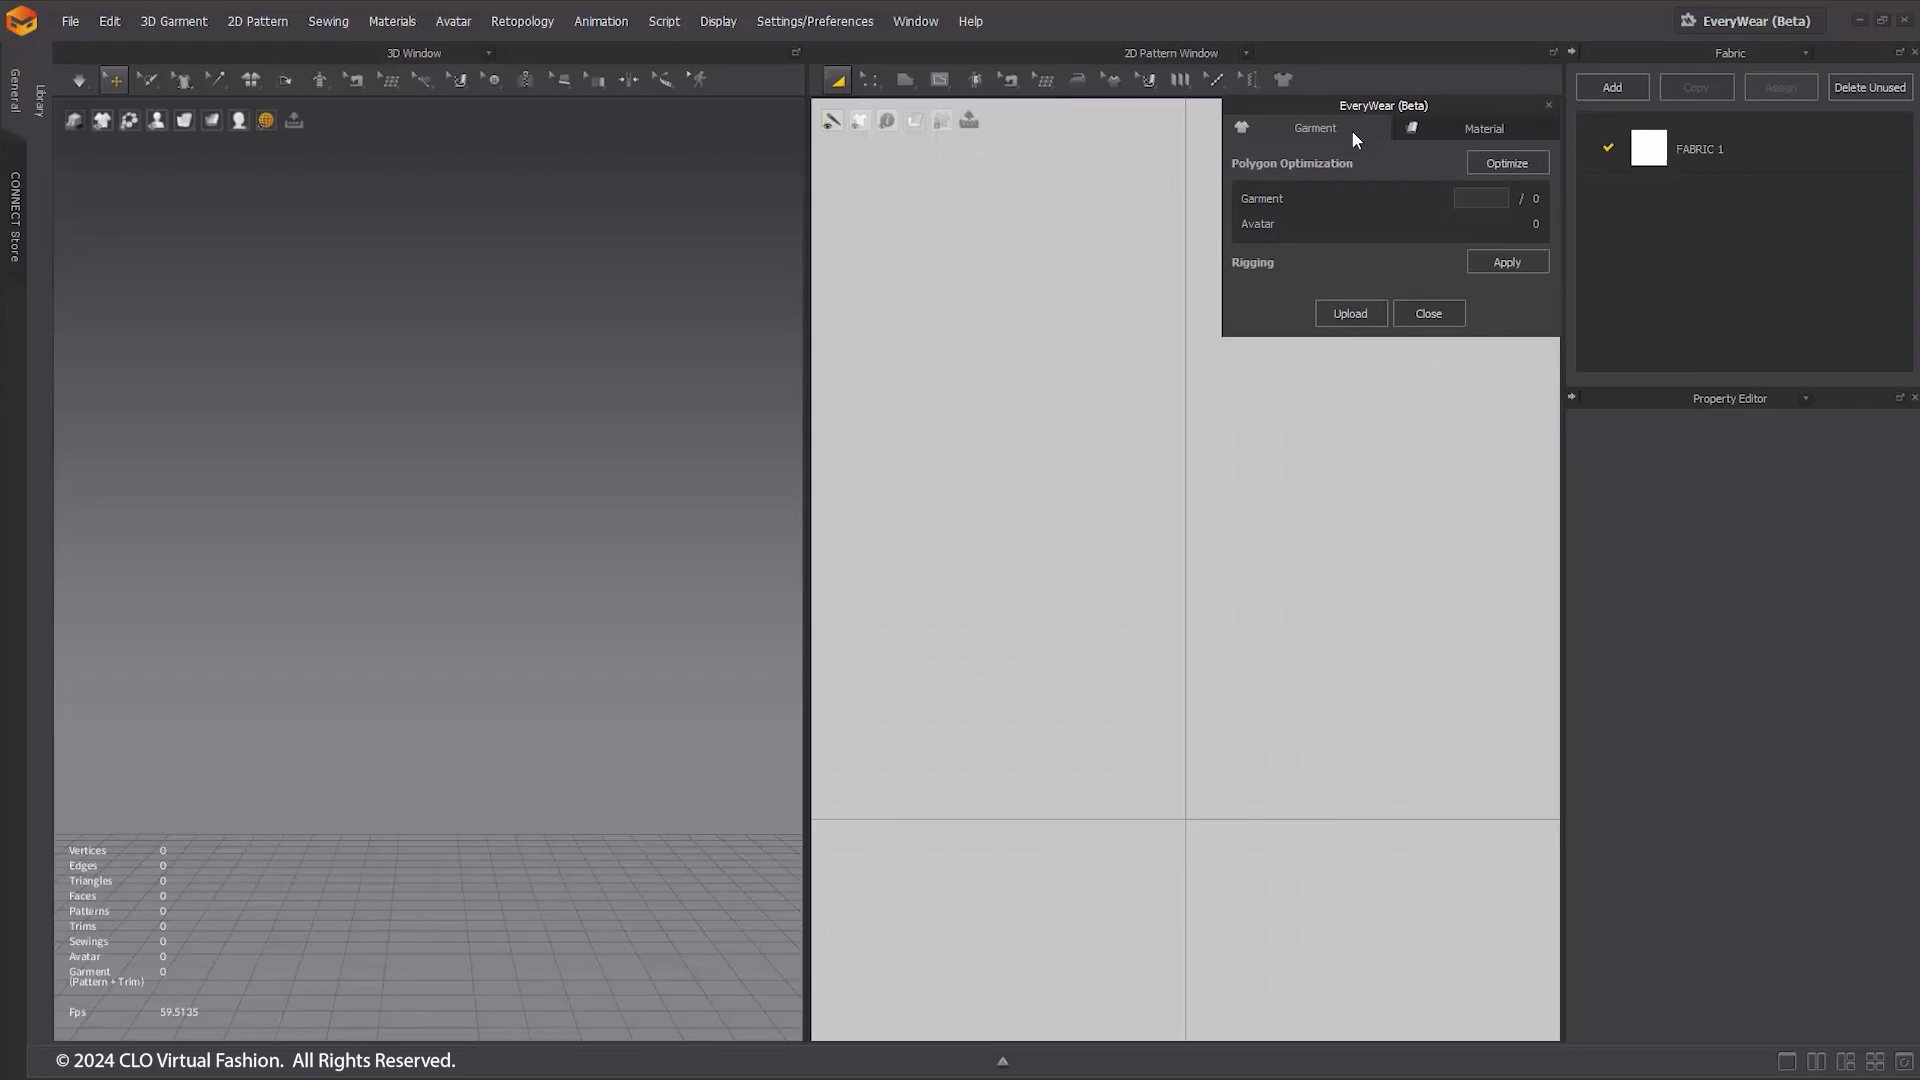 File Edit 3D Garment 2D Pattern Sewing Materials Avatar Retopology Animation Script Display Settings/Preferences Window Help
EveryWear (Beta)
3D Window
2D Pattern Window
Fabric
General
Library
CONNECT Store
Add Copy Assign Delete Unused
FABRIC 1
EveryWear (Beta)
Garment Material
Polygon Optimization Optimize
Garment / 0
Avatar 0
Rigging Apply
Upload Close
Property Editor
Vertices 0
Edges 0
Triangles 0
Faces 0
Patterns 0
Trims 0
Sewings 0
Avatar 0
Garment 0
(Pattern + Trim)
Fps 59.5135
© 2024 CLO Virtual Fashion. All Rights Reserved.